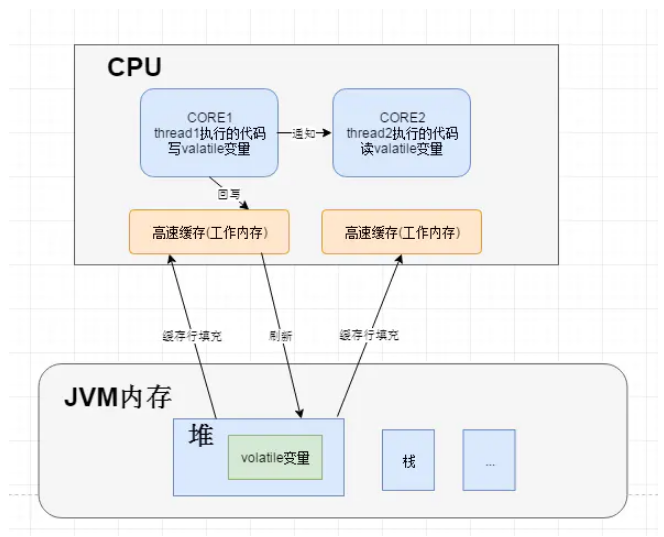 CPU
CORE1
thread1执行的代码
写valatile变量
通知
CORE2
thread2执行的代码
读valatile变量
回写
高速缓存(工作内存)
高速缓存(工作内存)
缓存行填充
刷新
缓存行填充
JVM内存
堆
volatile变量
栈
...